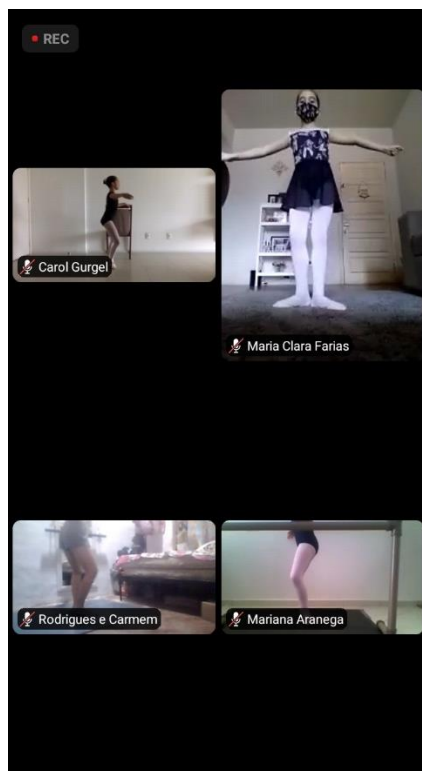 REC
Carol Gurgel
Maria Clara Farias
Rodrigues e Carmem
Mariana Aranega